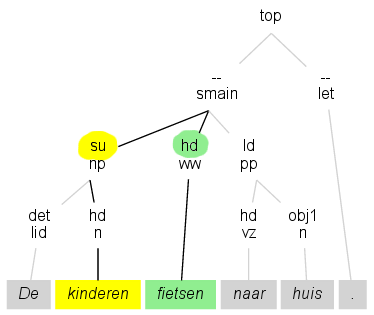 top
-- --
smain let
su hd ld
np ww pp
det hd hd obj1
lid n vz n
De kinderen fietsen naar huis .